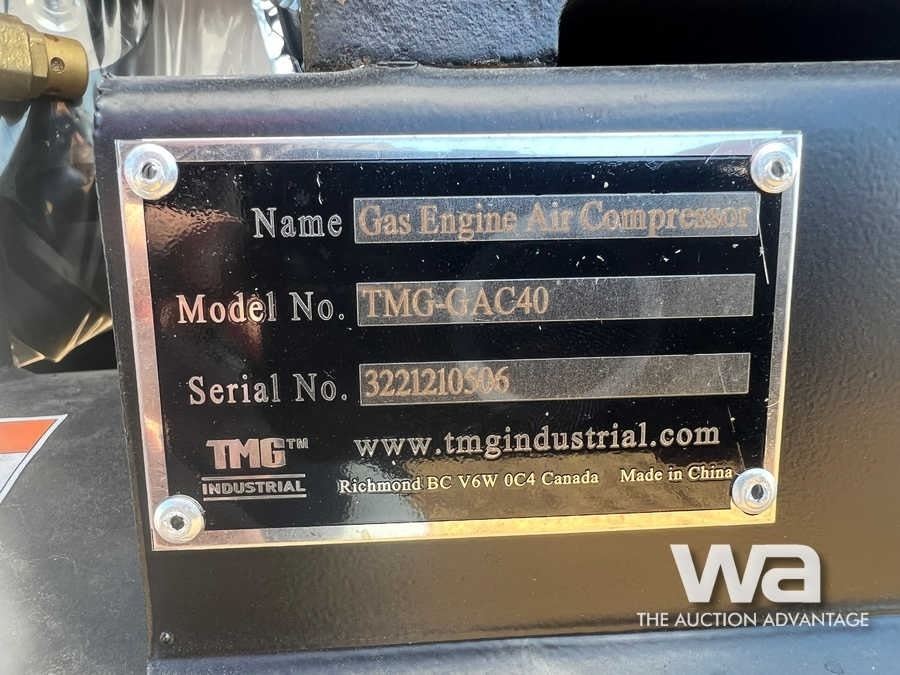 Name Gas Engine Air Compressor
Model No. TMG-GAC40
Serial No. 3221210506
TMG™ www.tmgindustrial.com
INDUSTRIAL Richmond BC V6W 0C4 Canada Made in China
wa
THE AUCTION ADVANTAGE